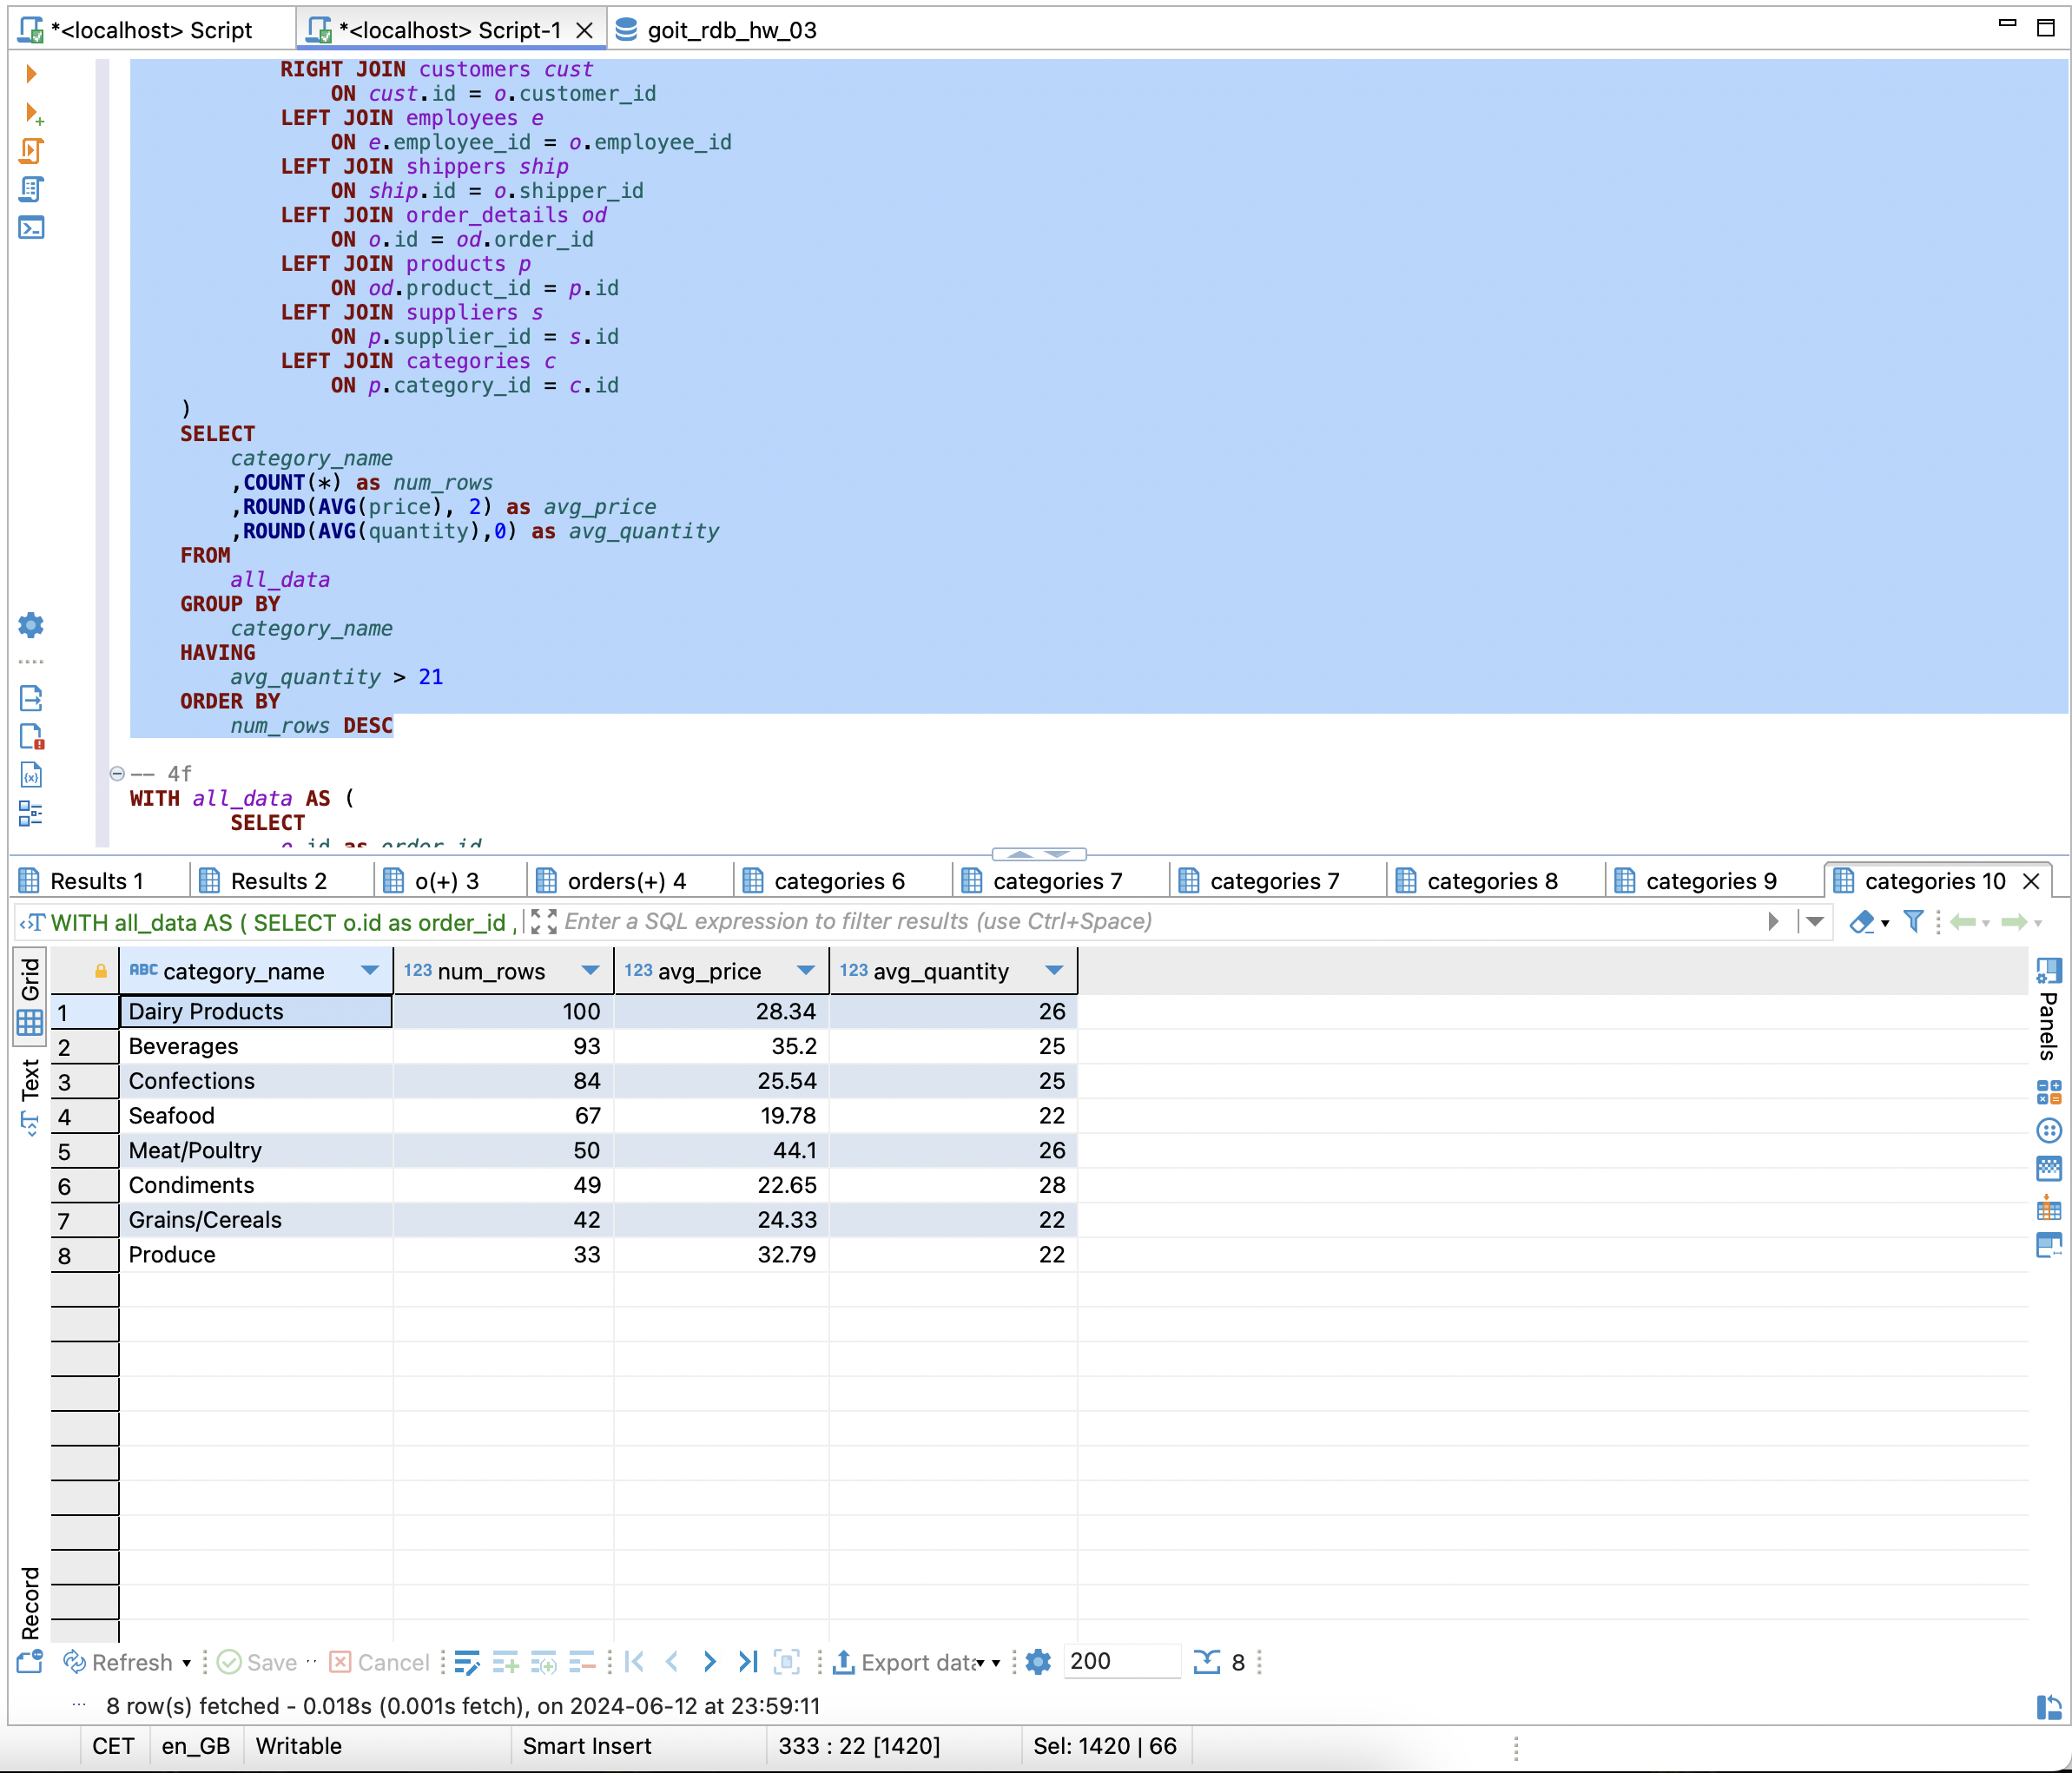 *<localhost> Script *<localhost> Script-1 goit_rdb_hw_03
RIGHT JOIN customers cust
ON cust.id = o.customer_id
LEFT JOIN employees e
ON e.employee_id = o.employee_id
LEFT JOIN shippers ship
ON ship.id = o.shipper_id
LEFT JOIN order_details od
ON o.id = od.order_id
LEFT JOIN products p
ON od.product_id = p.id
LEFT JOIN suppliers s
ON p.supplier_id = s.id
LEFT JOIN categories c
ON p.category_id = c.id
)
SELECT
category_name
,COUNT(*) as num_rows
,ROUND(AVG(price), 2) as avg_price
,ROUND(AVG(quantity),0) as avg_quantity
FROM
all_data
GROUP BY
category_name
HAVING
avg_quantity > 21
ORDER BY
num_rows DESC
-- 4f
WITH all_data AS (
SELECT
o.id as order_id
Results 1 Results 2 o(+) 3 orders(+) 4 categories 6 categories 7 categories 7 categories 8 categories 9 categories 10
WITH all_data AS ( SELECT o.id as order_id , Enter a SQL expression to filter results (use Ctrl+Space)
Grid
Text
Record
ABC category_name 123 num_rows 123 avg_price 123 avg_quantity
1 Dairy Products 100 28.34 26
2 Beverages 93 35.2 25
3 Confections 84 25.54 25
4 Seafood 67 19.78 22
5 Meat/Poultry 50 44.1 26
6 Condiments 49 22.65 28
7 Grains/Cereals 42 24.33 22
8 Produce 33 32.79 22
Panels
Refresh Save Cancel Export data 200 8
8 row(s) fetched - 0.018s (0.001s fetch), on 2024-06-12 at 23:59:11
CET en_GB Writable Smart Insert 333 : 22 [1420] Sel: 1420 | 66